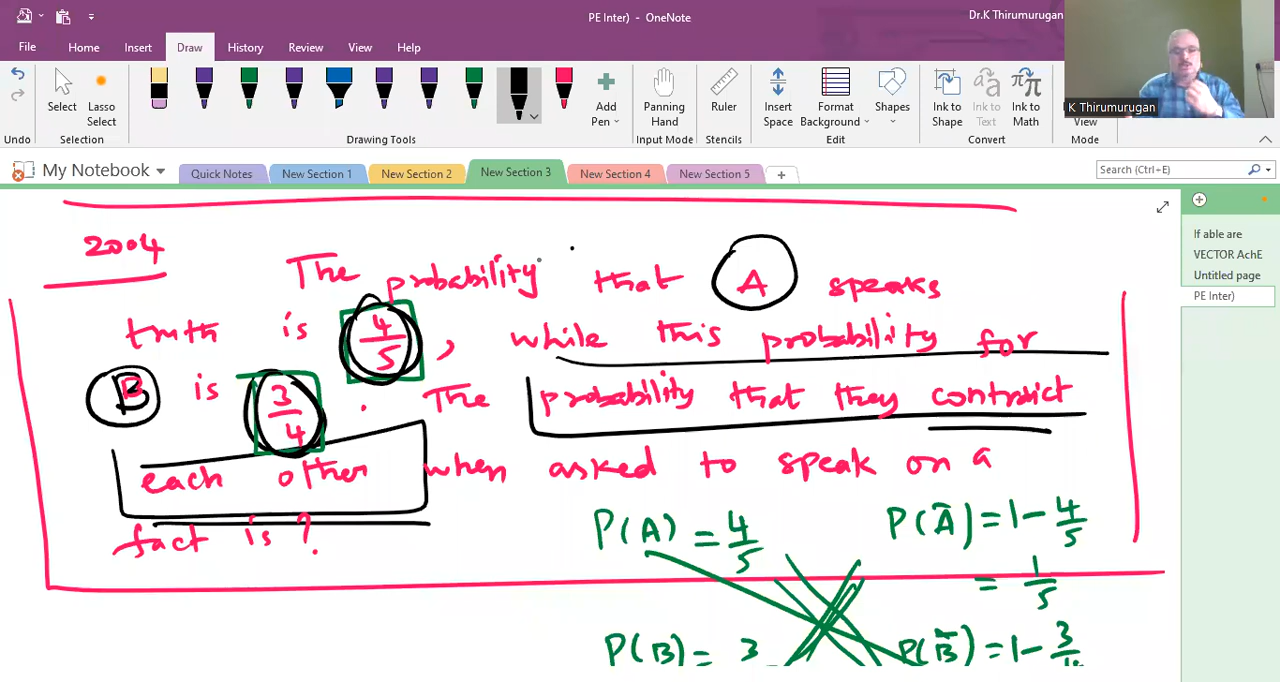 PE Inter) - OneNote
Dr.K Thirumurugan
File Home Insert Draw History Review View Help
Undo
Select
Lasso Select
Add Pen
Panning Hand
Ruler
Insert Space
Format Background
Shapes
Ink to Shape
Ink to Text
Ink to Math
View
K Thirumurugan
Undo Selection Drawing Tools Input Mode Stencils Edit Convert Mode
My Notebook Quick Notes New Section 1 New Section 2 New Section 3 New Section 4 New Section 5
Search (Ctrl+E)
If able are
VECTOR AchE
Untitled page
PE Inter)
2004
The probability that A speaks
truth is 4/5, while this probability for
B is 3/4. The probability that they contradict
each other when asked to speak on a
fact is?
P(A) = 4/5 P(Ā) = 1 - 4/5
= 1/5
P(B) = 3 P(B̄) = 1 - 3/4